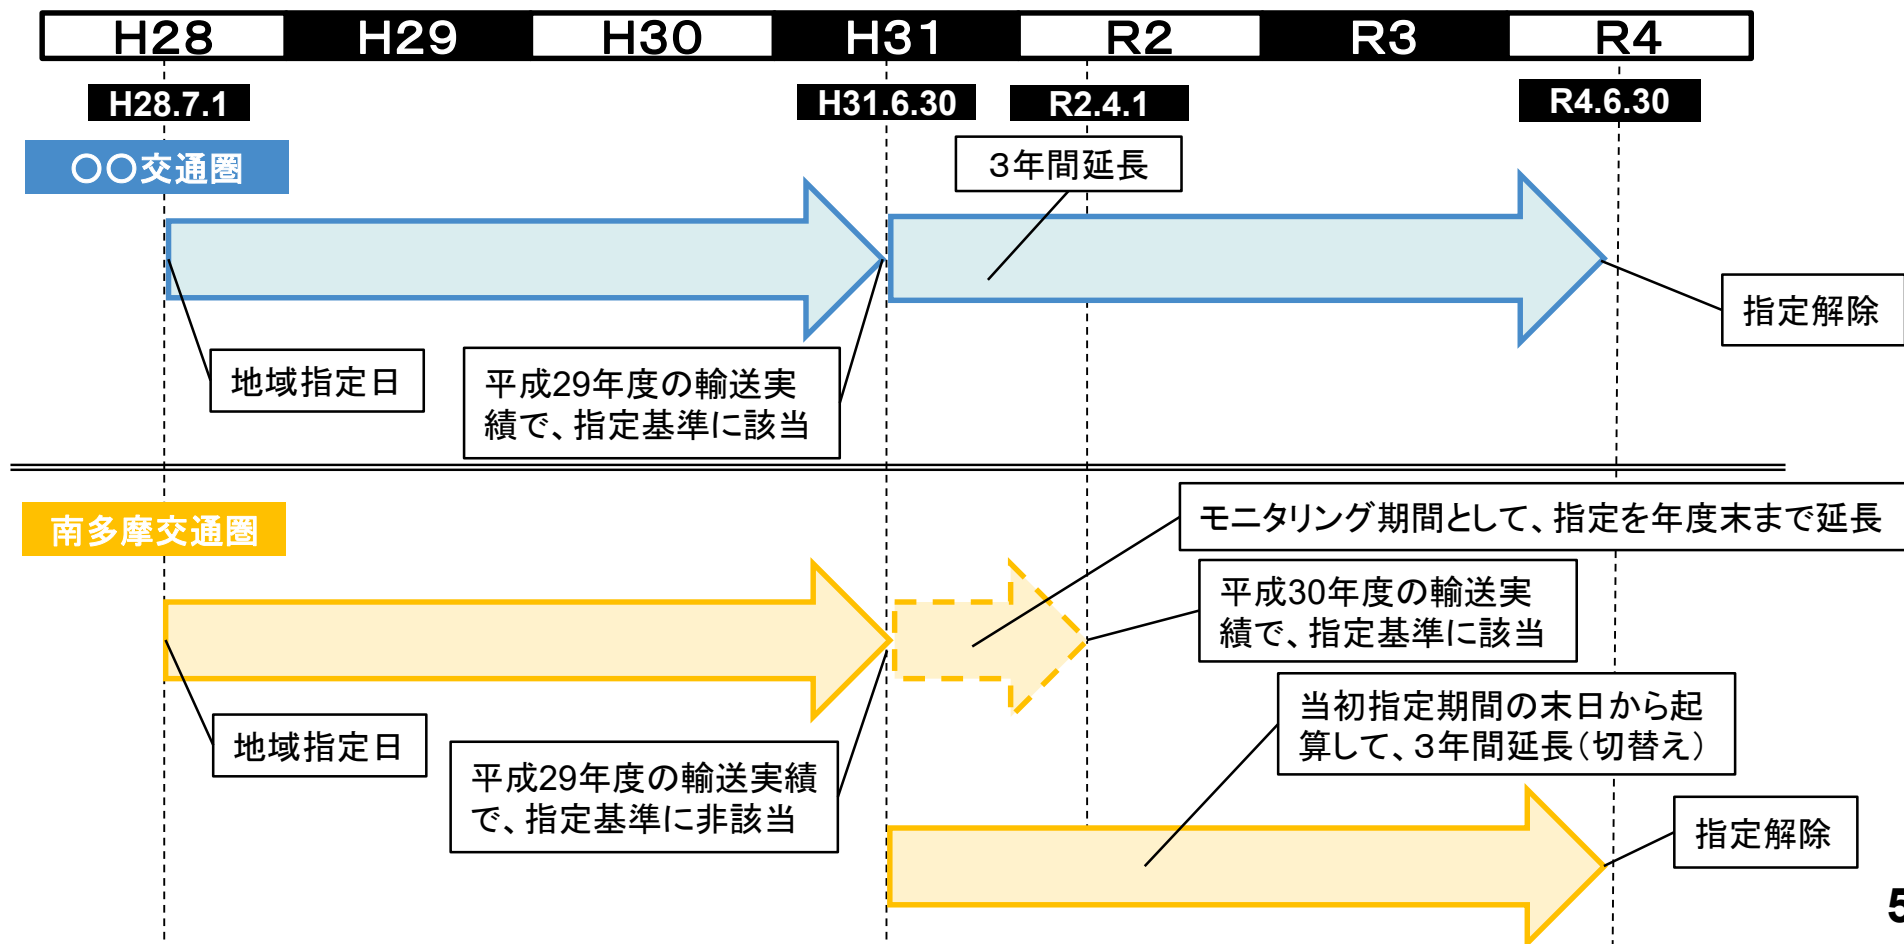 H28 H29 H30 H31 R2 R3 R4
H28.7.1 H31.6.30 R2.4.1 R4.6.30
〇〇交通圏
３年間延長
指定解除
地域指定日
平成29年度の輸送実
績で、指定基準に該当
南多摩交通圏
モニタリング期間として、指定を年度末まで延長
平成30年度の輸送実
績で、指定基準に該当
地域指定日
平成29年度の輸送実績
で、指定基準に非該当
当初指定期間の末日から起
算して、３年間延長（切替え）
指定解除
5